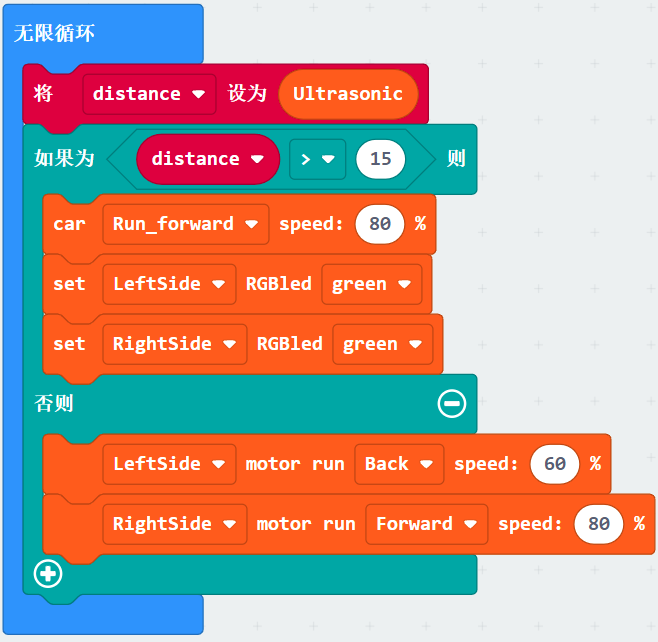 无限循环
将 distance 设为 Ultrasonic
如果为 distance > 15 则
car Run_forward speed: 80 %
set LeftSide RGBled green
set RightSide RGBled green
否则
LeftSide motor run Back speed: 60 %
RightSide motor run Forward speed: 80 %